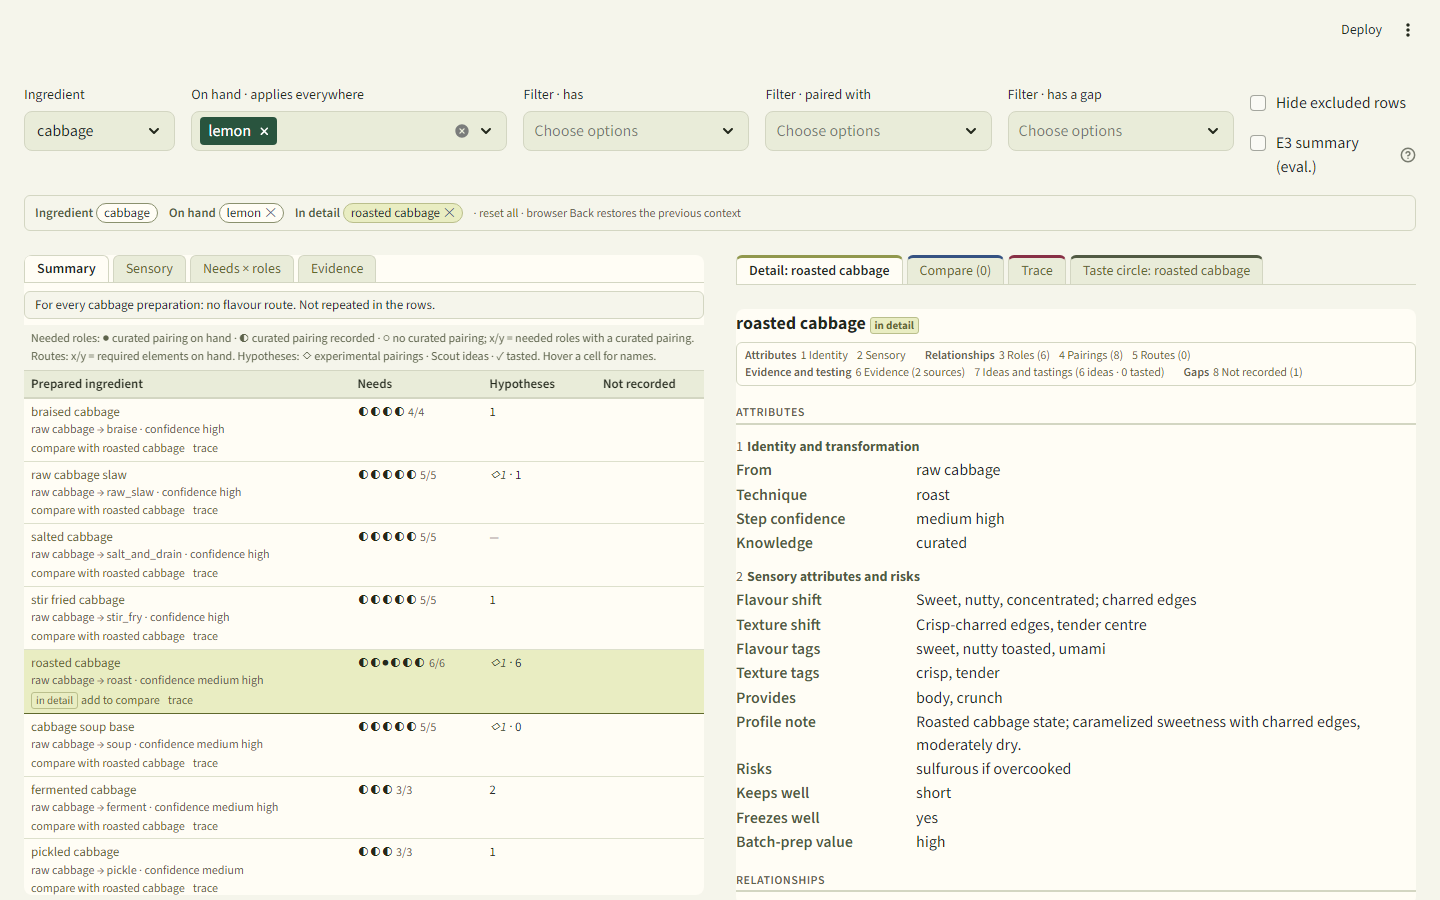 Deploy
Ingredient
On hand · applies everywhere
Filter · has
Filter · paired with
Filter · has a gap
cabbage
lemon ×
Choose options
Choose options
Choose options
Hide excluded rows
E3 summary
(eval.)
Ingredient cabbage On hand lemon × In detail roasted cabbage × · reset all · browser Back restores the previous context
Summary
Sensory
Needs × roles
Evidence
For every cabbage preparation: no flavour route. Not repeated in the rows.
Needed roles: ● curated pairing on hand · ◐ curated pairing recorded · ○ no curated pairing; x/y = needed roles with a curated pairing.
Routes: x/y = required elements on hand. Hypotheses: ◇ experimental pairings · Scout ideas · ✓ tasted. Hover a cell for names.
Prepared ingredient Needs Hypotheses Not recorded
braised cabbage ◐◐◐◐ 4/4 1
raw cabbage → braise · confidence high
compare with roasted cabbage trace
raw cabbage slaw ◐◐◐◐◐ 5/5 ◇1 · 1
raw cabbage → raw_slaw · confidence high
compare with roasted cabbage trace
salted cabbage ◐◐◐◐◐ 5/5 —
raw cabbage → salt_and_drain · confidence high
compare with roasted cabbage trace
stir fried cabbage ◐◐◐◐◐ 5/5 1
raw cabbage → stir_fry · confidence high
compare with roasted cabbage trace
roasted cabbage ◐◐●◐◐◐ 6/6 ◇1 · 6
raw cabbage → roast · confidence medium high
in detail add to compare trace
cabbage soup base ◐◐◐◐◐ 5/5 ◇1 · 0
raw cabbage → soup · confidence medium high
compare with roasted cabbage trace
fermented cabbage ◐◐◐ 3/3 2
raw cabbage → ferment · confidence medium high
compare with roasted cabbage trace
pickled cabbage ◐◐◐ 3/3 1
raw cabbage → pickle · confidence medium
compare with roasted cabbage trace
Detail: roasted cabbage
Compare (0)
Trace
Taste circle: roasted cabbage
roasted cabbage in detail
Attributes 1 Identity 2 Sensory Relationships 3 Roles (6) 4 Pairings (8) 5 Routes (0)
Evidence and testing 6 Evidence (2 sources) 7 Ideas and tastings (6 ideas · 0 tasted) Gaps 8 Not recorded (1)
ATTRIBUTES
1 Identity and transformation
From raw cabbage
Technique roast
Step confidence medium high
Knowledge curated
2 Sensory attributes and risks
Flavour shift Sweet, nutty, concentrated; charred edges
Texture shift Crisp-charred edges, tender centre
Flavour tags sweet, nutty toasted, umami
Texture tags crisp, tender
Provides body, crunch
Profile note Roasted cabbage state; caramelized sweetness with charred edges,
moderately dry.
Risks sulfurous if overcooked
Keeps well short
Freezes well yes
Batch-prep value high
RELATIONSHIPS